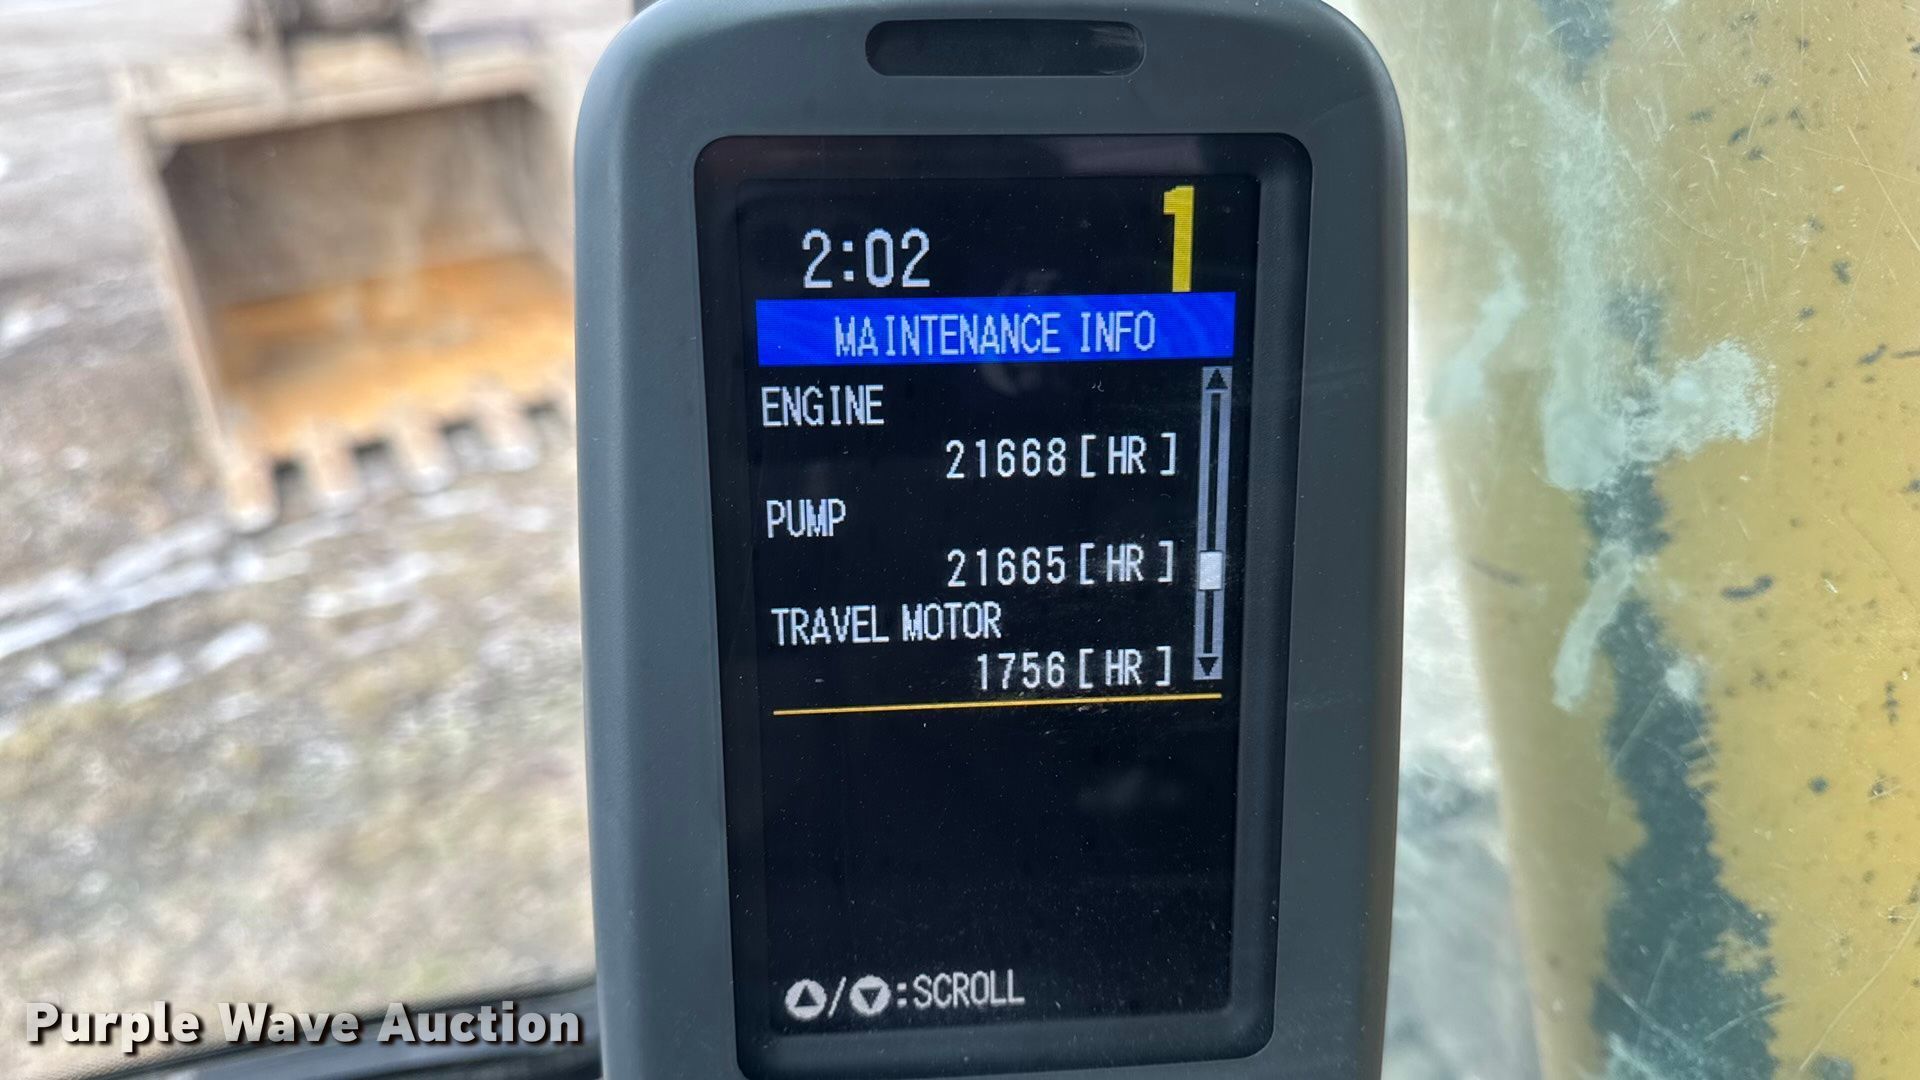 2:02
1
MAINTENANCE INFO
ENGINE
21668[HR]
PUMP
21665[HR]
TRAVEL MOTOR
1756[HR]
/ :SCROLL
Purple Wave Auction